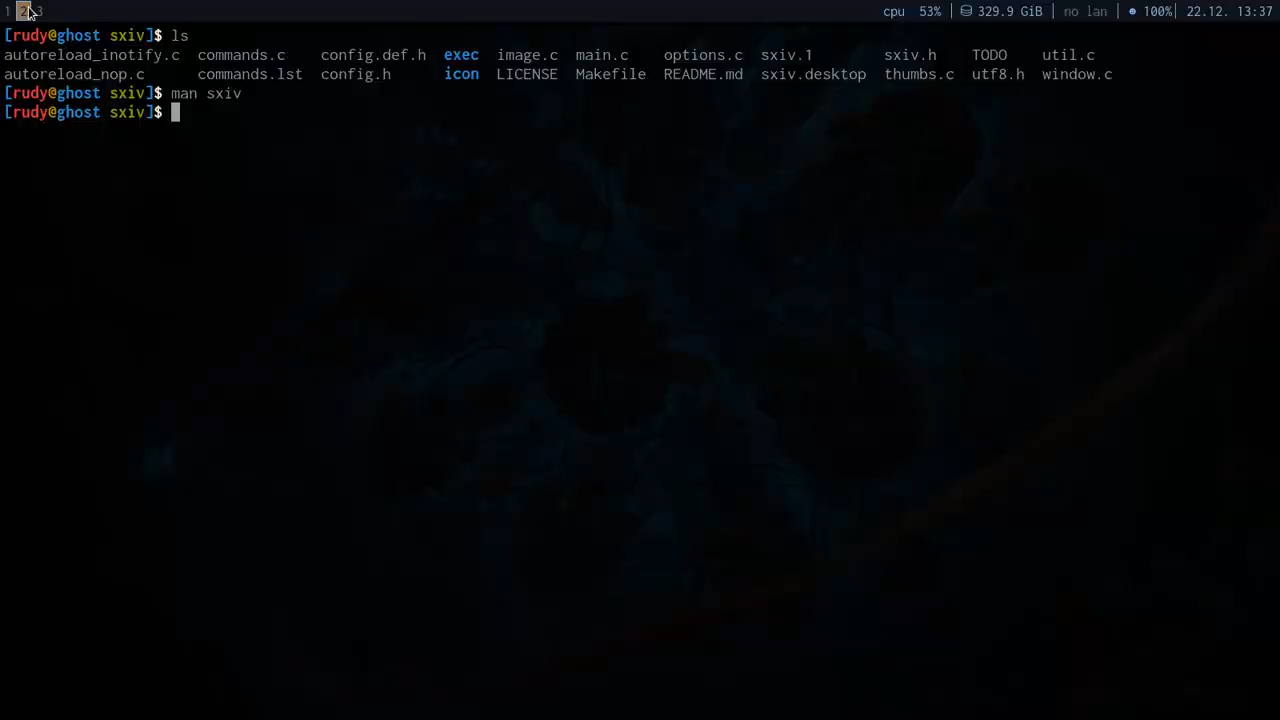 1 2 3 cpu 53% | 329.9 GiB | no lan | 100%| 22.12. 13:37
[rudy@ghost sxiv]$ ls
autoreload_inotify.c commands.c config.def.h exec image.c main.c options.c sxiv.1 sxiv.h TODO util.c
autoreload_nop.c commands.lst config.h icon LICENSE Makefile README.md sxiv.desktop thumbs.c utf8.h window.c
[rudy@ghost sxiv]$ man sxiv
[rudy@ghost sxiv]$